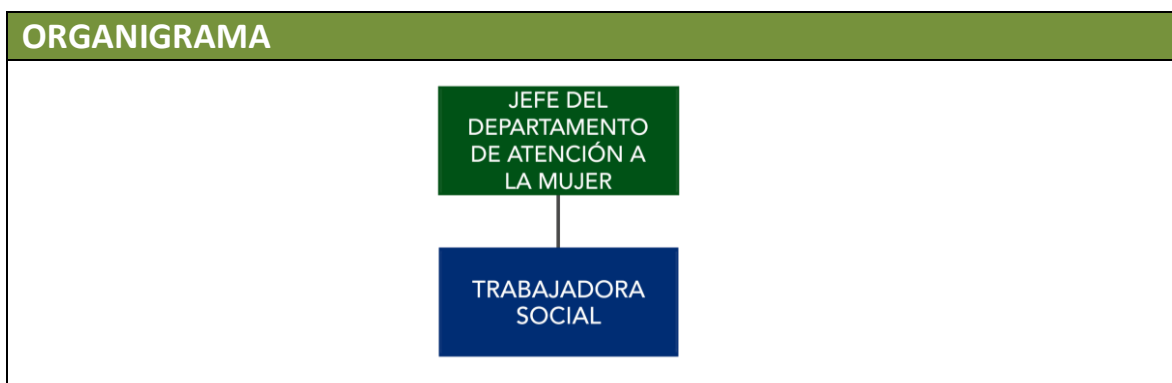 ORGANIGRAMA
JEFE DEL
DEPARTAMENTO
DE ATENCIÓN A
LA MUJER
TRABAJADORA
SOCIAL